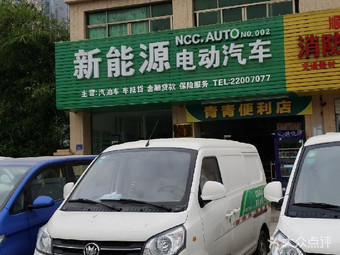 NCC.AUTO NO.002
新能源电动汽车
主营:汽油车 车险贷 金融贷款 保险服务 TEL:22007077
青青便利店
消防
大众点评